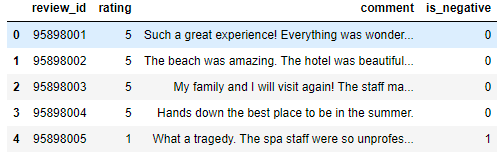 review_id rating comment is_negative
0 95898001 5 Such a great experience! Everything was wonder... 0
1 95898002 5 The beach was amazing. The hotel was beautiful... 0
2 95898003 5 My family and I will visit again! The staff ma... 0
3 95898004 5 Hands down the best place to be in the summer. 0
4 95898005 1 What a tragedy. The spa staff were so unprofes... 1